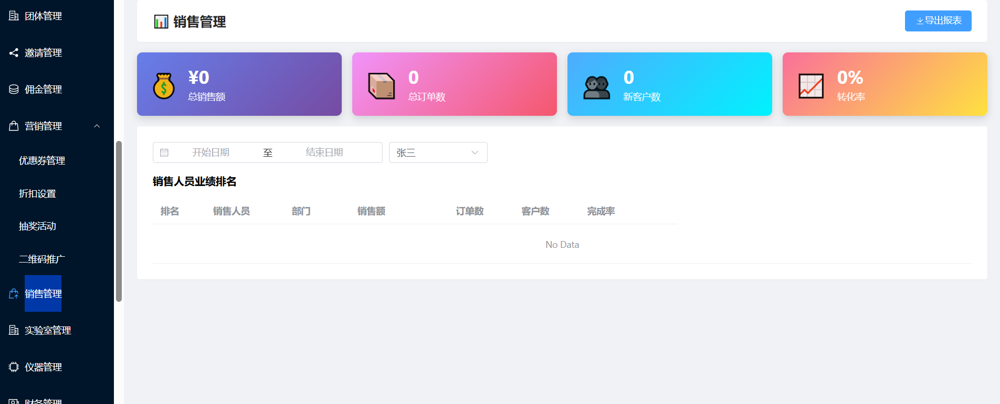 团体管理
邀请管理
佣金管理
营销管理
优惠券管理
折扣设置
抽奖活动
二维码推广
销售管理
实验室管理
仪器管理
财务管理
销售管理
导出报表
¥0
总销售额
0
总订单数
0
新客户数
0%
转化率
开始日期 至 结束日期 张三
销售人员业绩排名
排名 销售人员 部门 销售额 订单数 客户数 完成率
No Data